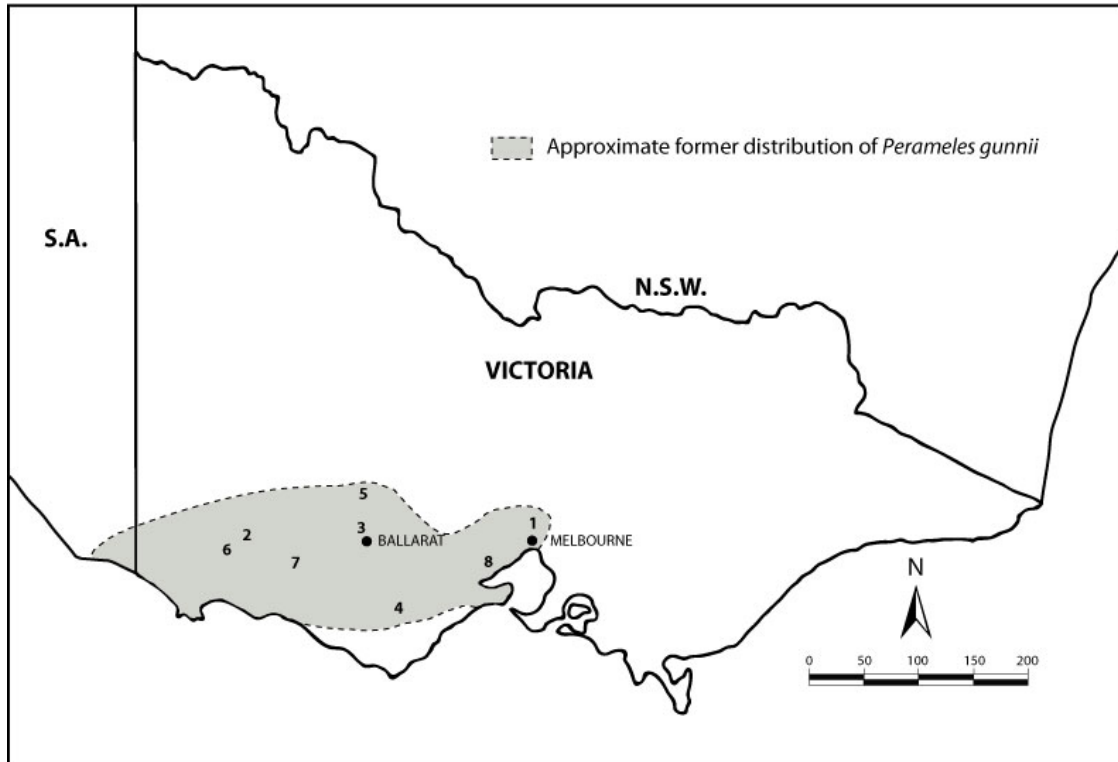 Approximate former distribution of Perameles gunnii
S.A.
N.S.W.
VICTORIA
5
1
3
2
BALLARAT
MELBOURNE
6
7
8
4
N
0 50 100 150 200